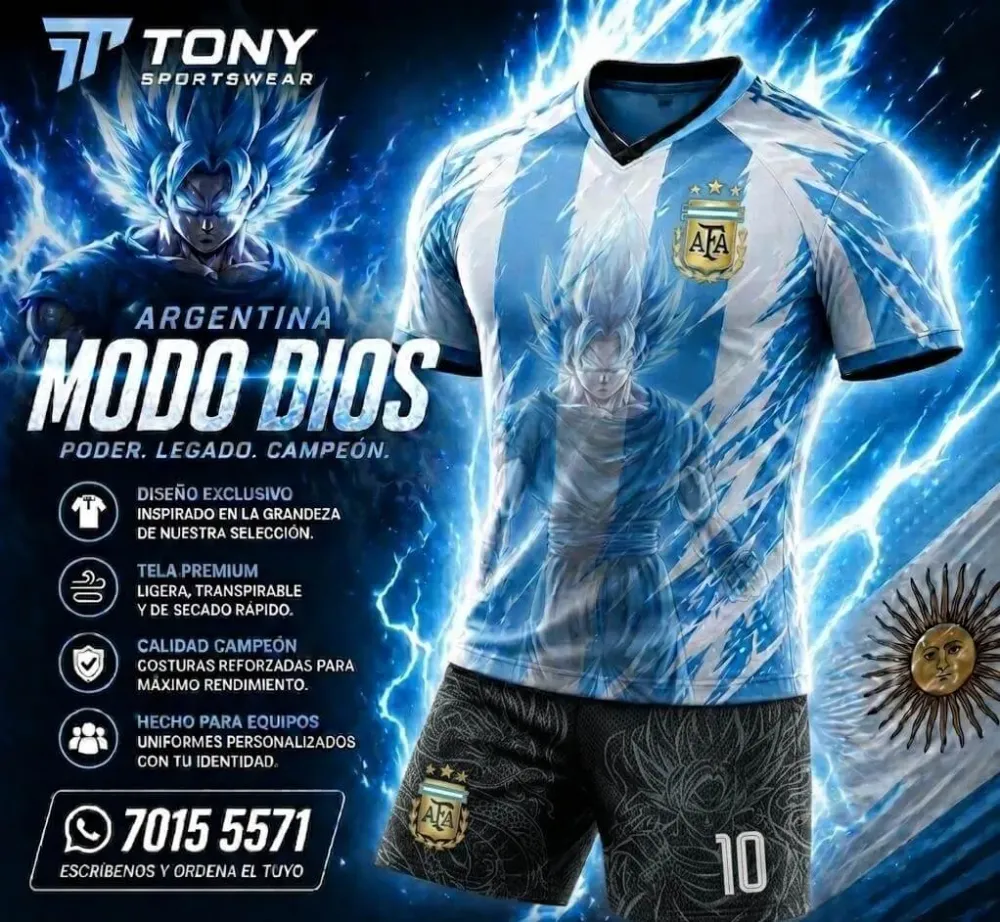 TONY
SPORTSWEAR
AFA
ARGENTINA
MODO DIOS
PODER. LEGADO. CAMPEÓN.
DISEÑO EXCLUSIVO
INSPIRADO EN LA GRANDEZA
DE NUESTRA SELECCIÓN.
TELA PREMIUM
LIGERA, TRANSPIRABLE
Y DE SECADO RÁPIDO.
CALIDAD CAMPEÓN
COSTURAS REFORZADAS PARA
MÁXIMO RENDIMIENTO.
HECHO PARA EQUIPOS
UNIFORMES PERSONALIZADOS
CON TU IDENTIDAD.
7015 5571
ESCRÍBENOS Y ORDENA EL TUYO
AFA
10